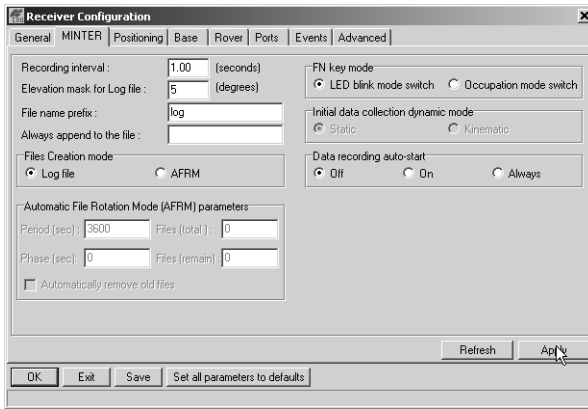 Receiver Configuration
General MINTER Positioning Base Rover Ports Events Advanced
Recording interval : 1.00 (seconds)
Elevation mask for Log file : 5 (degrees)
File name prefix : log
Always append to the file :
Files Creation mode
Log file AFRM
Automatic File Rotation Mode (AFRM) parameters
Period (sec) : 3600 Files (total ) : 0
Phase (sec): 0 Files (remain) : 0
Automatically remove old files
FN key mode
LED blink mode switch Occupation mode switch
Initial data collection dynamic mode
Static Kinematic
Data recording auto-start
Off On Always
Refresh Apply
OK Exit Save Set all parameters to defaults